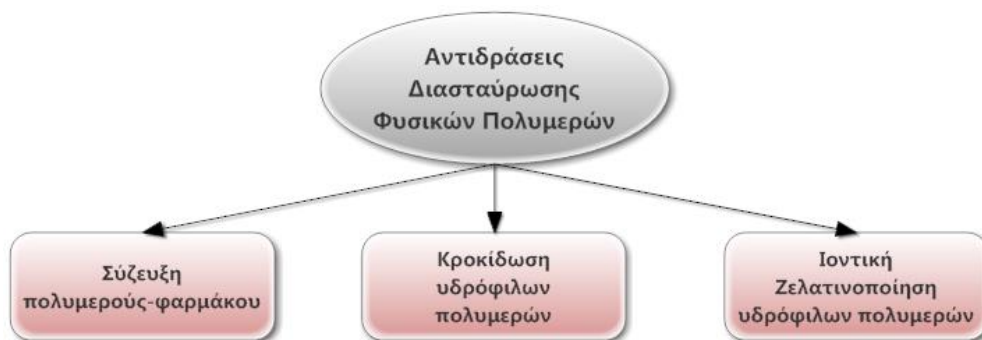 Αντιδράσεις
Διασταύρωσης
Φυσικών Πολυμερών
Σύζευξη
πολυμερούς-φαρμάκου
Κροκίδωση
υδρόφιλων
πολυμερών
Ιοντική
Ζελατινοποίηση
υδρόφιλων πολυμερών